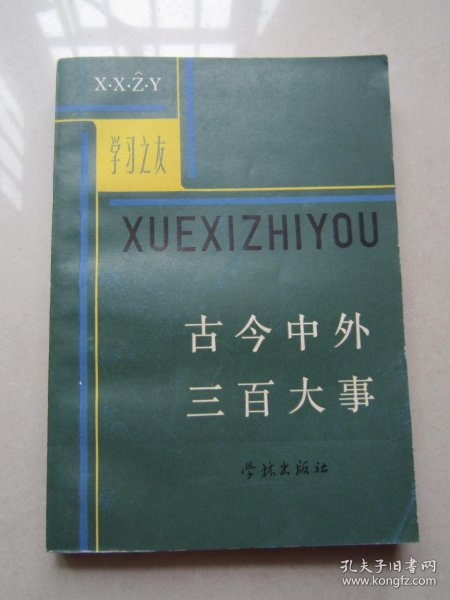 X·X·Ẑ·Y
学习之友
XUEXIZHIYOU
古今中外
三百大事
学林出版社
孔夫子旧书网
www.kongfz.com